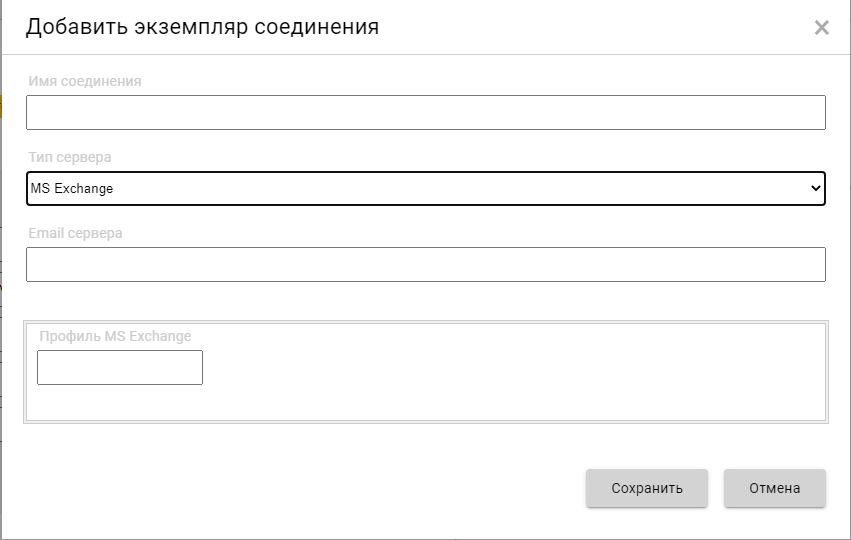 Добавить экземпляр соединения
Имя соединения
Тип сервера
MS Exchange
Email сервера
Профиль MS Exchange
Сохранить Отмена